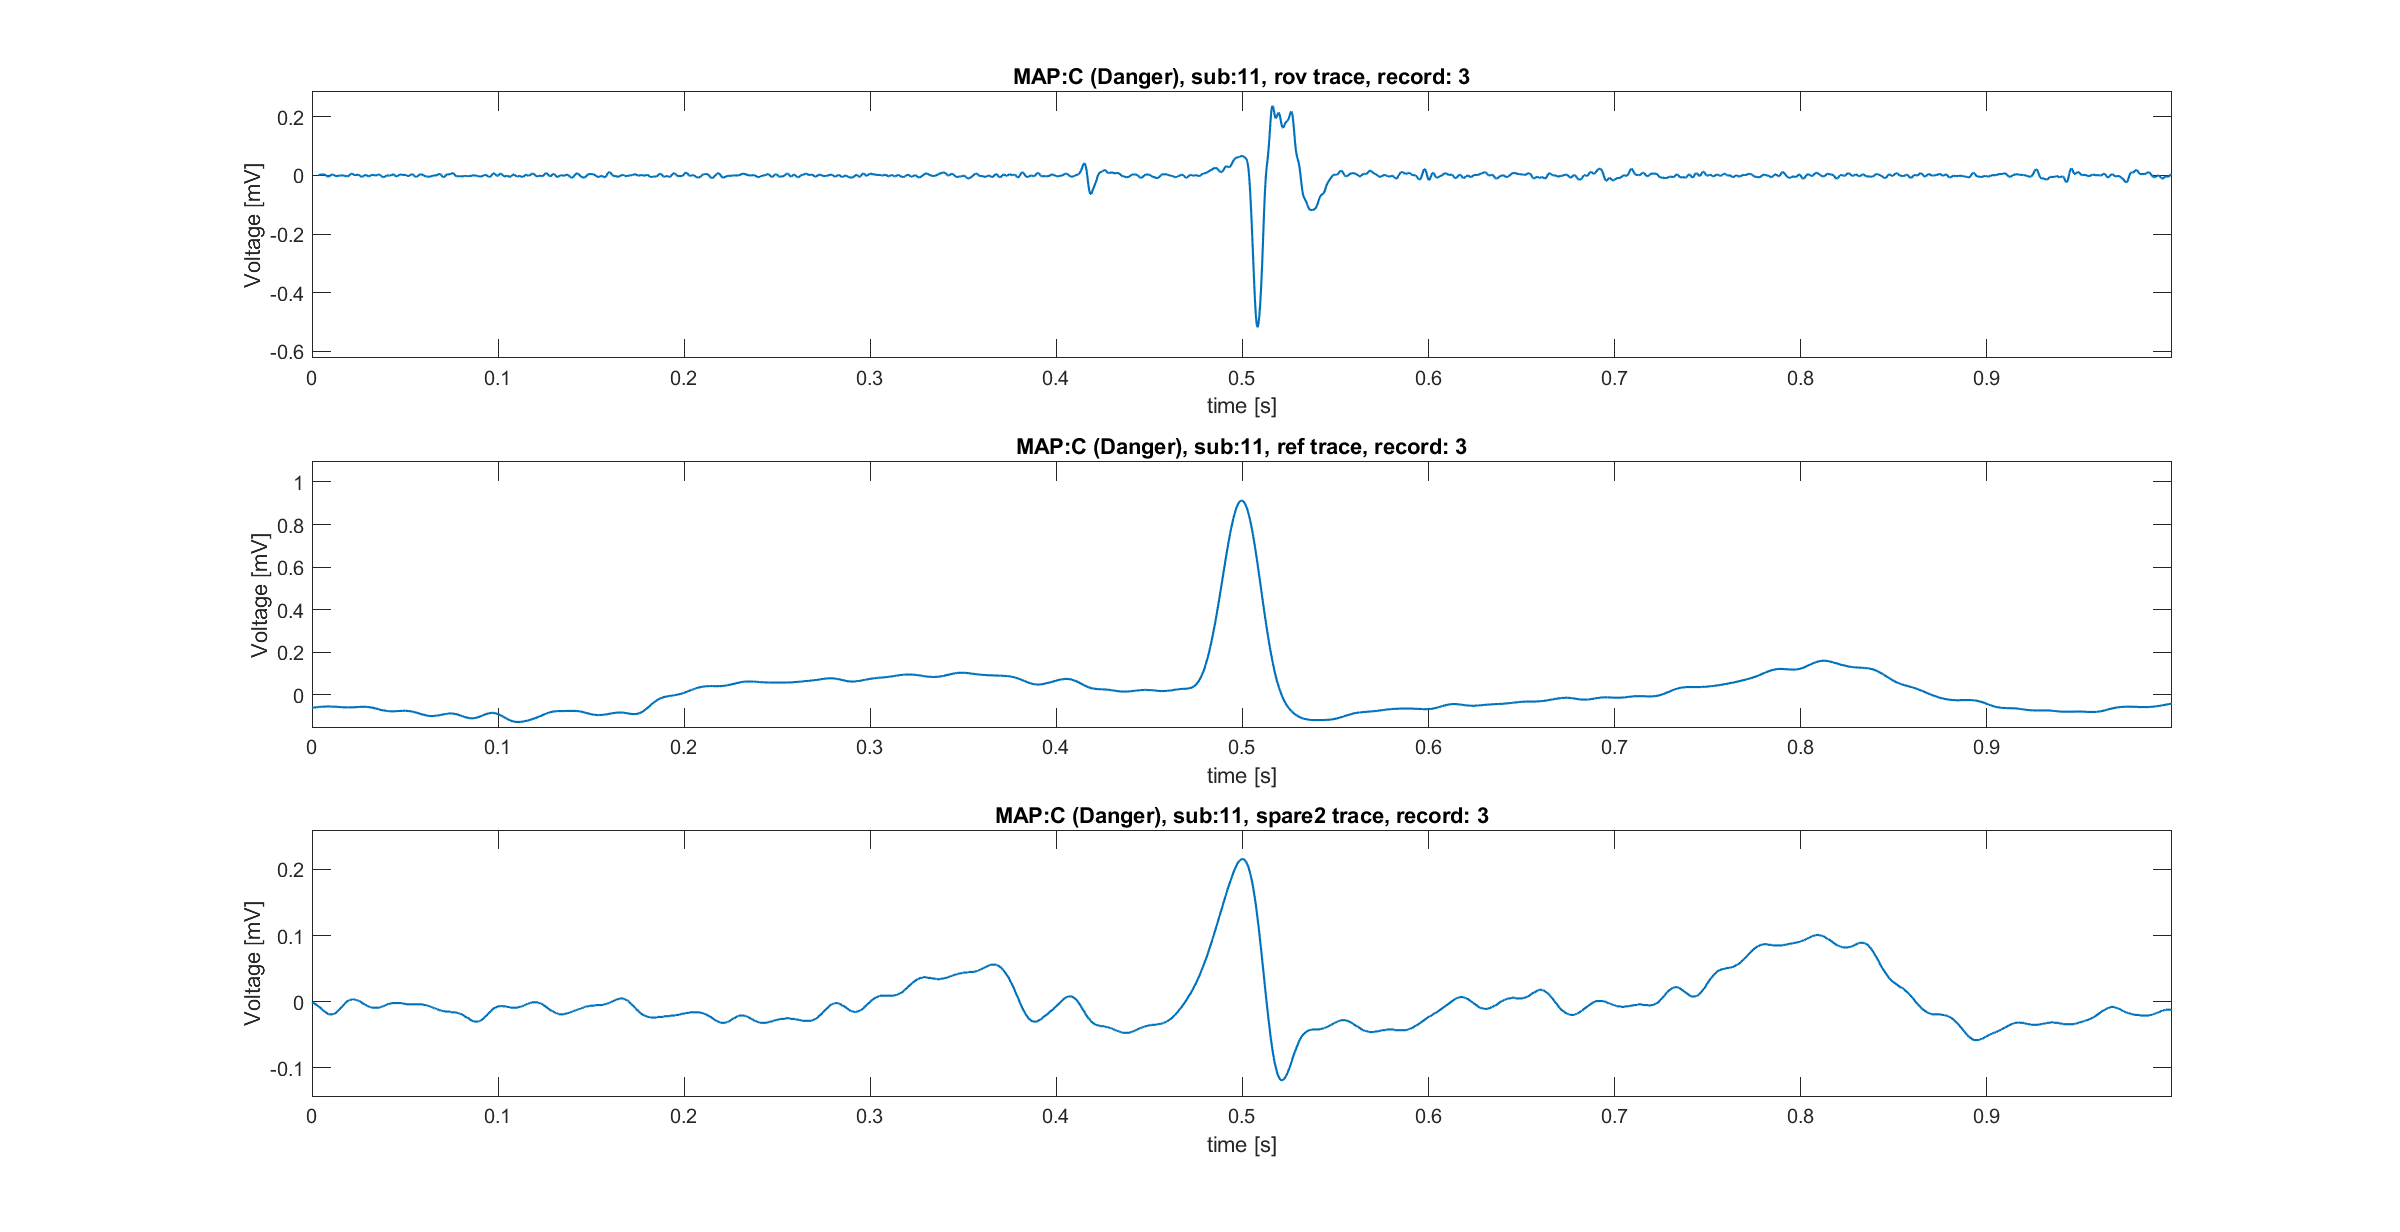 MAP:C (Danger), sub:11, rov trace, record: 3
Voltage [mV]
0.2
0
-0.2
-0.4
-0.6
0 0.1 0.2 0.3 0.4 0.5 0.6 0.7 0.8 0.9
time [s]
MAP:C (Danger), sub:11, ref trace, record: 3
Voltage [mV]
1
0.8
0.6
0.4
0.2
0
0 0.1 0.2 0.3 0.4 0.5 0.6 0.7 0.8 0.9
time [s]
MAP:C (Danger), sub:11, spare2 trace, record: 3
Voltage [mV]
0.2
0.1
0
-0.1
0 0.1 0.2 0.3 0.4 0.5 0.6 0.7 0.8 0.9
time [s]